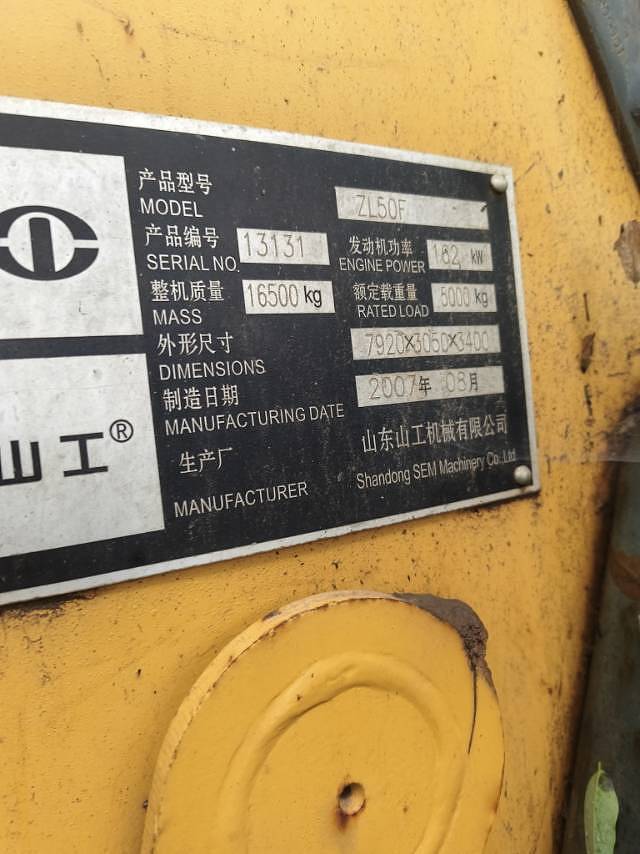 产品型号
MODEL
ZL50F
产品编号
SERIAL NO.
13131
发动机功率
ENGINE POWER
162 kW
整机质量
MASS
16500 kg
额定载重量
RATED LOAD
5000 kg
外形尺寸
DIMENSIONS
7920×3050×3400
制造日期
MANUFACTURING DATE
2007年 08月
生产厂
MANUFACTURER
山东山工机械有限公司
Shandong SEM Machinery Co.,Ltd
山工®